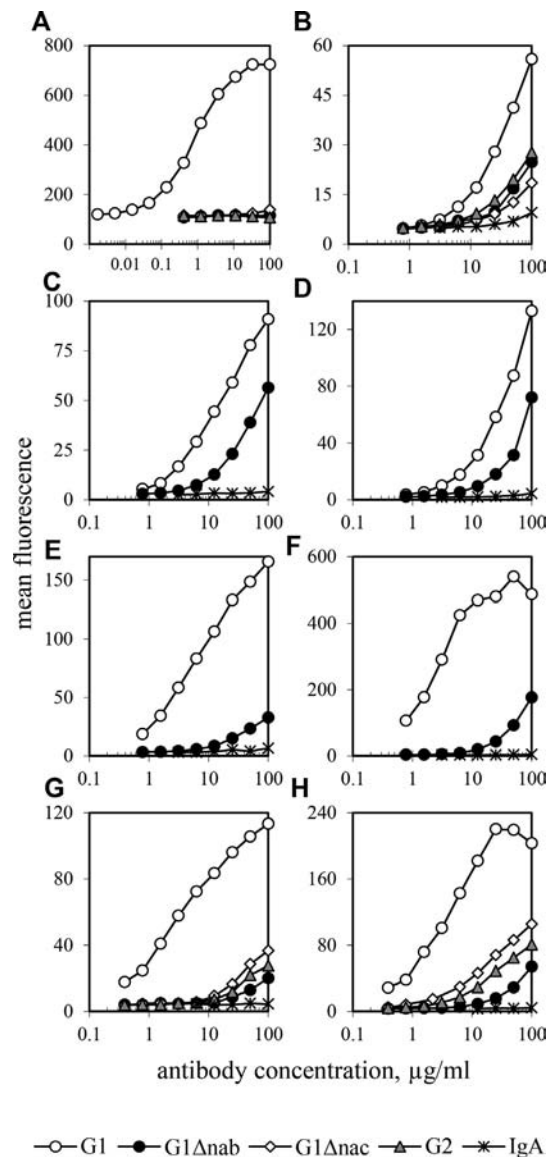 A
B
800
600
400
200
0
0.01 0.1 1 10 100
60
45
30
15
0
0.1 1 10 100
C
D
100
75
50
25
0
0.1 1 10 100
120
80
40
0
0.1 1 10 100
mean fluorescence
E
F
150
100
50
0
0.1 1 10 100
600
400
200
0
0.1 1 10 100
G
H
120
80
40
0
0.1 1 10 100
240
160
80
0
0.1 1 10 100
antibody concentration, µg/ml
G1 G1Δnab G1Δnac G2 IgA